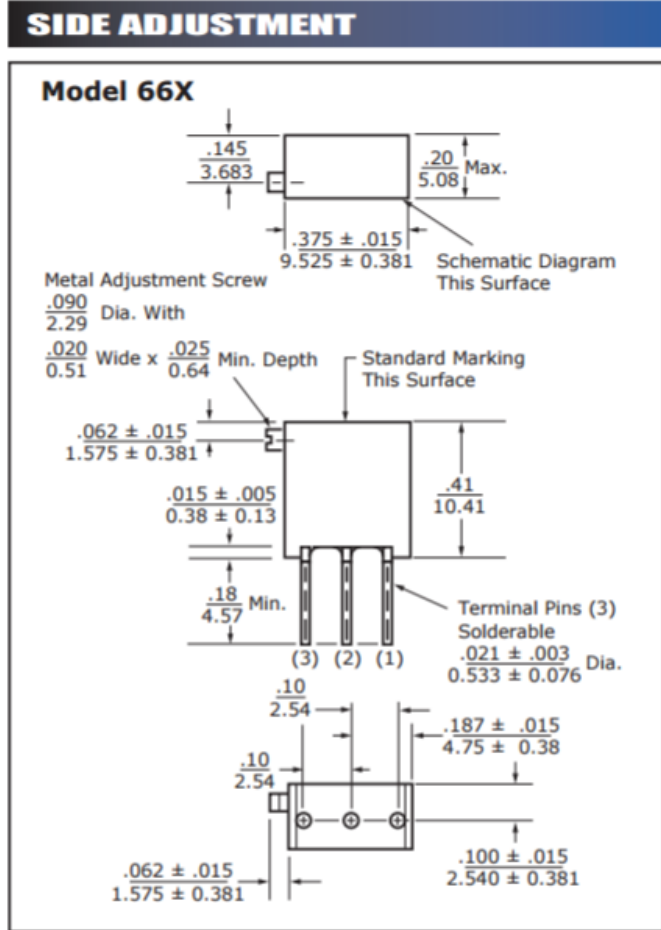 SIDE ADJUSTMENT
Model 66X
.145
3.683
.20
5.08
Max.
.375 ± .015
9.525 ± 0.381
Schematic Diagram
This Surface
Metal Adjustment Screw
.090
2.29
Dia. With
.020
0.51
Wide x
.025
0.64
Min. Depth
Standard Marking
This Surface
.062 ± .015
1.575 ± 0.381
.015 ± .005
0.38 ± 0.13
.41
10.41
.18
4.57
Min.
Terminal Pins (3)
Solderable
.021 ± .003
0.533 ± 0.076
Dia.
(3) (2) (1)
.10
2.54
.187 ± .015
4.75 ± 0.38
.10
2.54
.062 ± .015
1.575 ± 0.381
.100 ± .015
2.540 ± 0.381